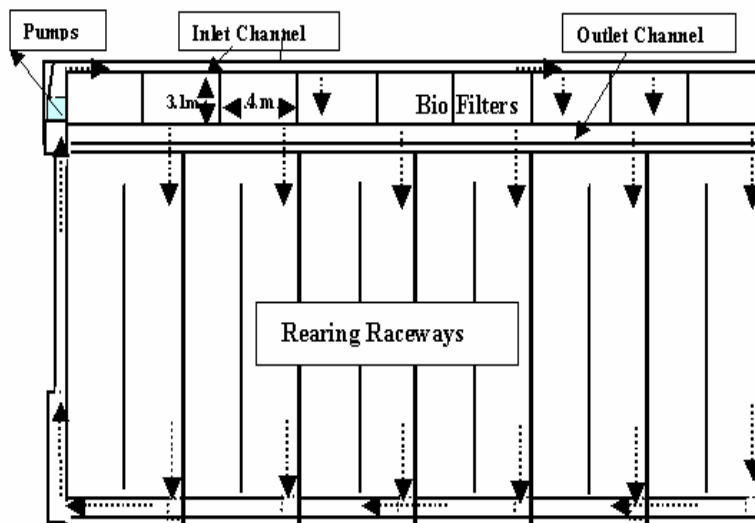 Pumps
Inlet Channel
Outlet Channel
3.1m
.4 m
Bio Filters
Rearing Raceways